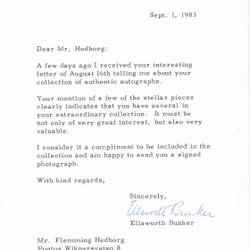 Sept. 1, 1983
Dear Mr. Hedborg:
A few days ago I received your interesting
letter of August 16th telling me about your
collection of authentic autographs.
Your mention of a few of the stellar pieces
clearly indicates that you have several in
your extraordinary collection. It must be
not only of very great interest, but also very
valuable.
I consider it a compliment to be included in the
collection and am happy to send you a signed
photograph.
With kind regards,
Sincerely,
Ellsworth Bunker
Ellsworth Bunker
Mr. Flemming Hedborg